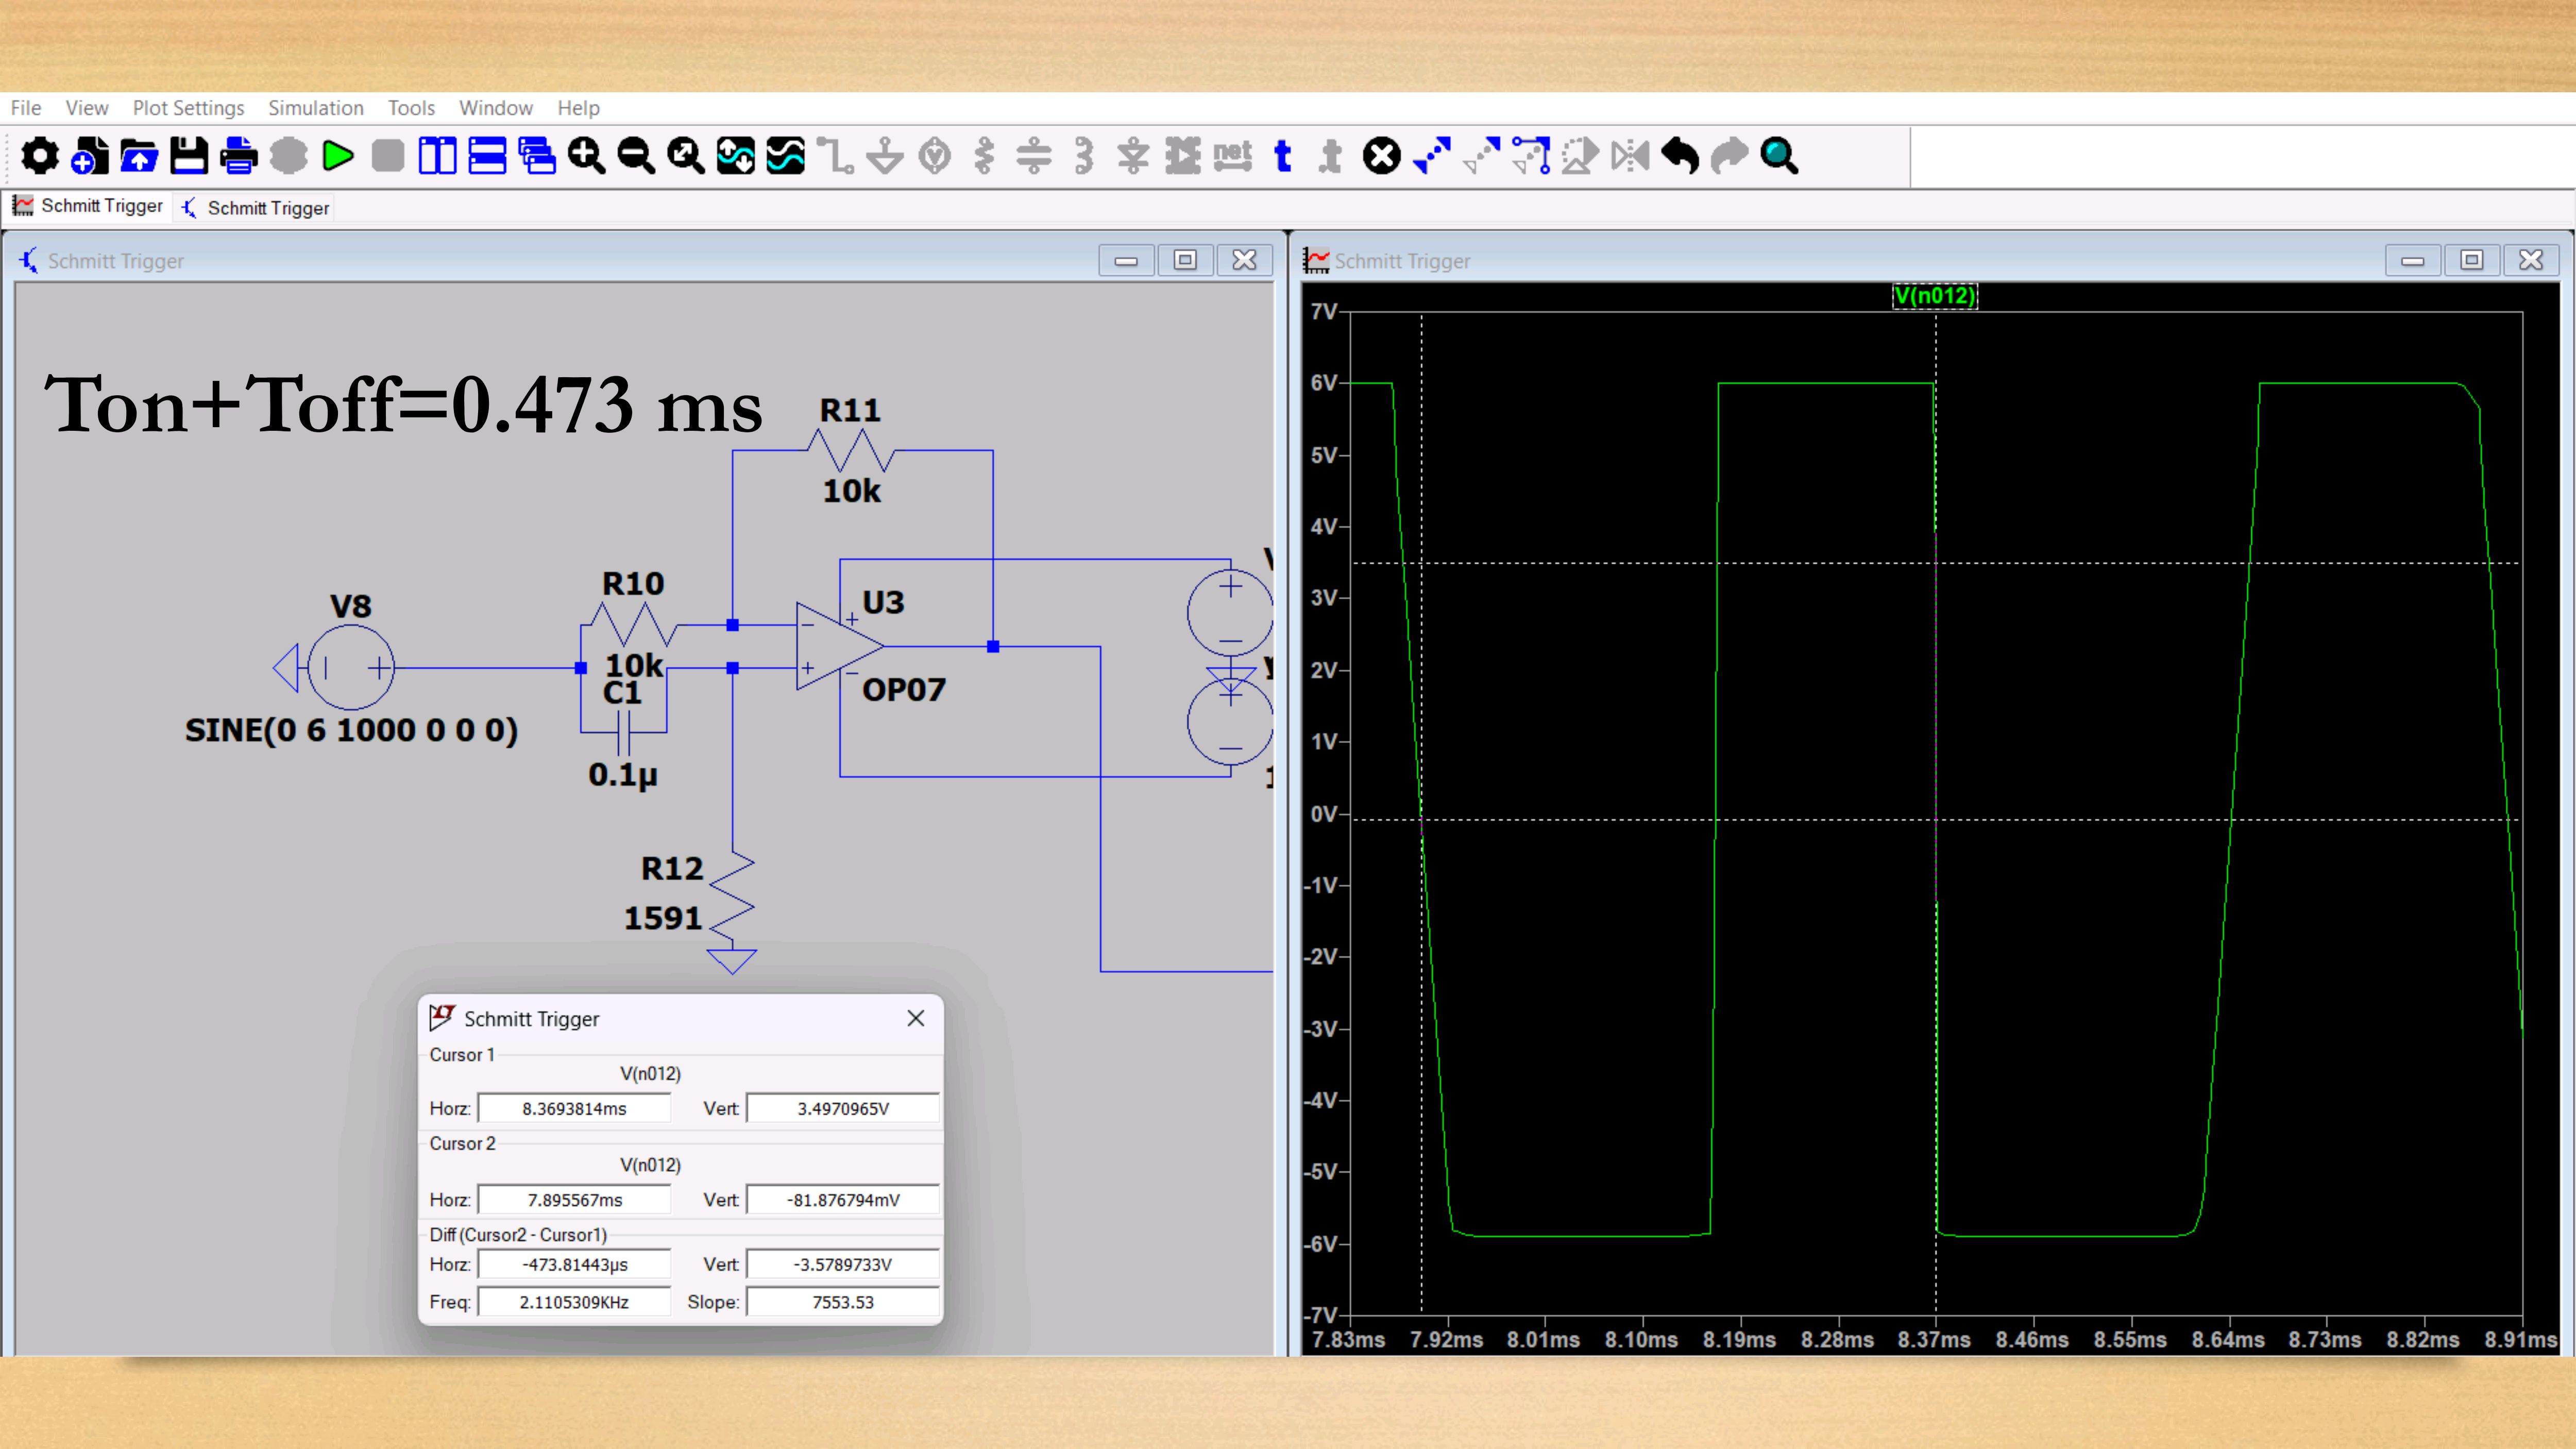 File View Plot Settings Simulation Tools Window Help
net t t
Schmitt Trigger Schmitt Trigger
Schmitt Trigger
Ton+Toff=0.473 ms
R11
10k
V8
SINE(0 6 1000 0 0 0)
R10
10k
C1
0.1µ
U3
OP07
R12
1591
Schmitt Trigger
Cursor 1
V(n012)
Horz: 8.3693814ms Vert: 3.4970965V
Cursor 2
V(n012)
Horz: 7.895567ms Vert: -81.876794mV
Diff (Cursor2 - Cursor1)
Horz: -473.81443µs Vert: -3.5789733V
Freq: 2.1105309KHz Slope: 7553.53
Schmitt Trigger
V(n012)
7V
6V
5V
4V
3V
2V
1V
0V
-1V
-2V
-3V
-4V
-5V
-6V
-7V
7.83ms 7.92ms 8.01ms 8.10ms 8.19ms 8.28ms 8.37ms 8.46ms 8.55ms 8.64ms 8.73ms 8.82ms 8.91ms